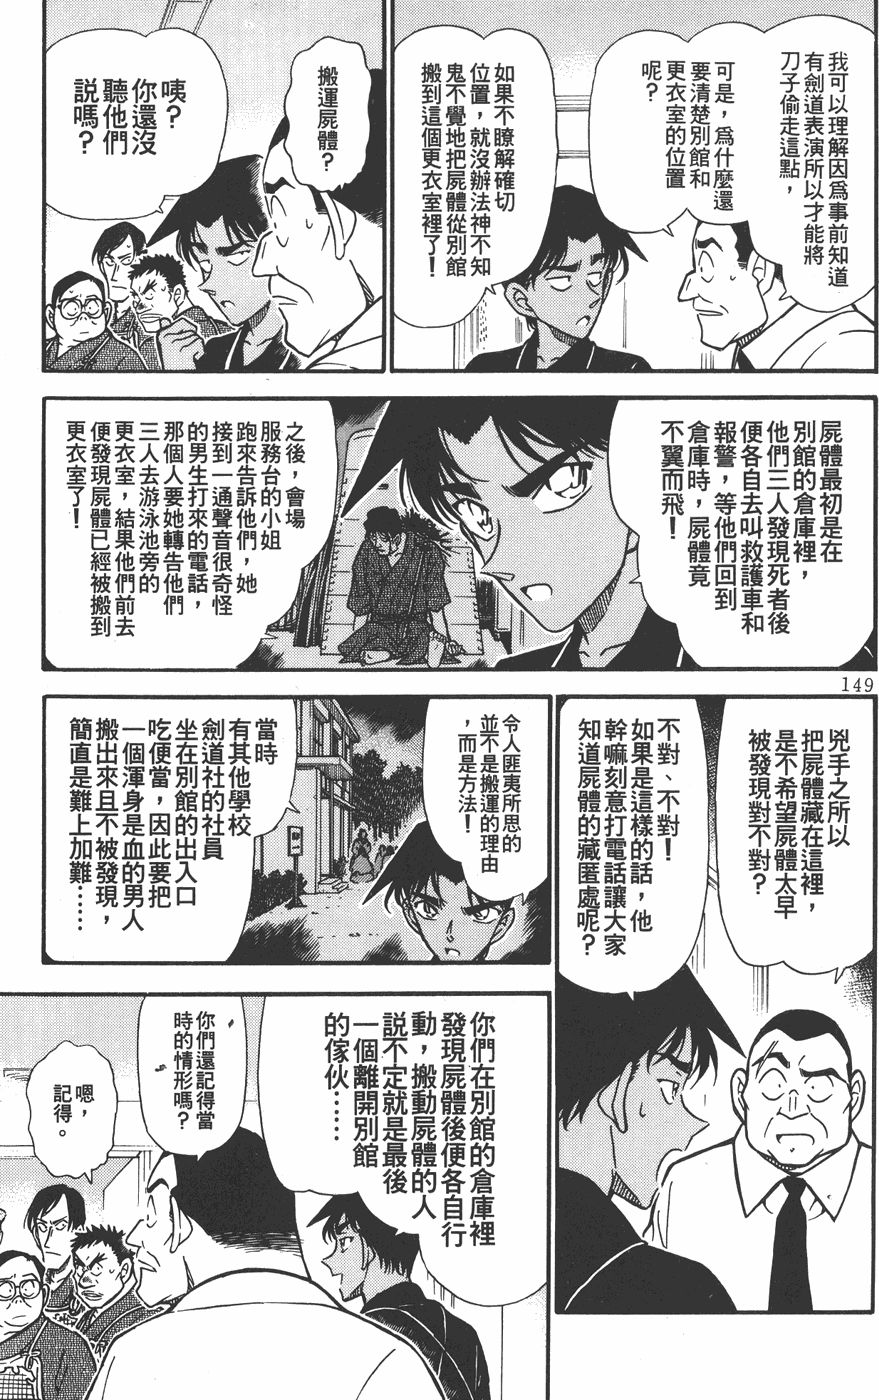 我可以理解因爲事前知道
有劍道表演所以才能將
刀子偷走這點，
可是，爲什麼還
要清楚別館和
更衣室的位置
呢？
如果不瞭解確切
位置，就沒辦法神不知
鬼不覺地把屍體從別館
搬到這個更衣室裡了！
搬運屍體？
咦？
你還沒
聽他們
說嗎？
屍體最初是在
別館的倉庫裡，
他們三人發現死者後
便各自去叫救護車和
報警，等他們回到
倉庫時，屍體竟
不翼而飛！
之後，會場
服務台的小姐
跑來告訴他們，她
接到一通聲音很奇怪
的男生打來的電話，
那個人要她轉告他們
三人去游泳池旁的
更衣室，結果他們前去
便發現屍體已經被搬到
更衣室了！
149
兇手之所以
把屍體藏在這裡，
是不希望屍體太早
被發現對不對？
不對、不對！
如果是這樣的話，他
幹嘛刻意打電話讓大家
知道屍體的藏匿處呢？
令人匪夷所思的
並不是搬運的理由
，而是方法！
當時
有其他學校
劍道社的社員
坐在別館的出入口
吃便當，因此要把
一個渾身是血的男人
搬出來且不被發現，
簡直是難上加難……
你們在別館的倉庫裡
發現屍體後便各自行
動，搬動屍體的人
說不定就是最後
一個離開別館
的傢伙……
你們還記得當
時的情形嗎？
嗯，
記得。